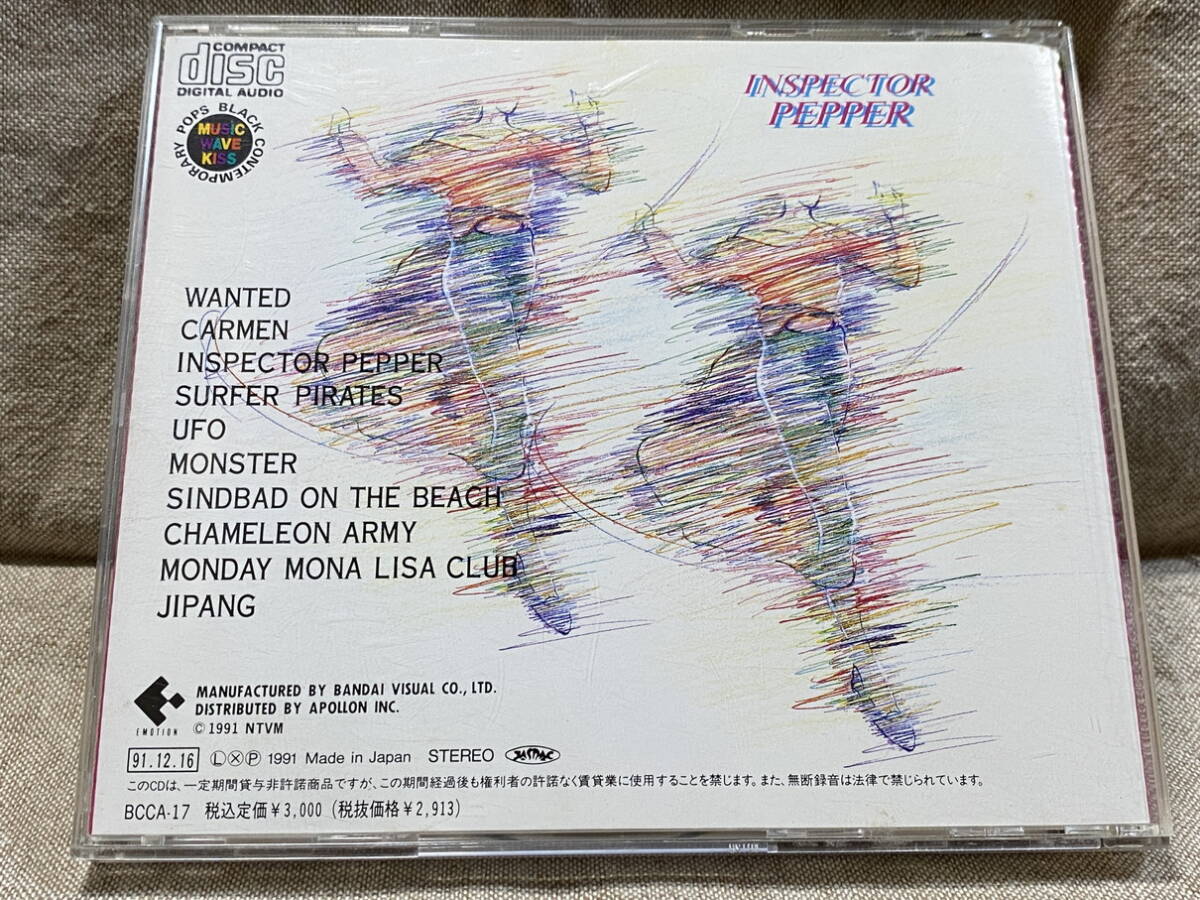 COMPACT
disc
DIGITAL AUDIO
POPS BLACK CONTEMPORARY
MUSIC
WAVE
KISS
INSPECTOR
PEPPER
WANTED
CARMEN
INSPECTOR PEPPER
SURFER PIRATES
UFO
MONSTER
SINDBAD ON THE BEACH
CHAMELEON ARMY
MONDAY MONA LISA CLUB
JIPANG
EMOTION
MANUFACTURED BY BANDAI VISUAL CO., LTD.
DISTRIBUTED BY APOLLON INC.
© 1991 NTVM
91.12.16 Ⓛ Ⓧ Ⓟ 1991 Made in Japan STEREO JASRAC
このCDは、一定期間貸与非許諾商品ですが、この期間経過後も権利者の許諾なく賃貸業に使用することを禁じます。また、無断録音は法律で禁じられています。
BCCA-17 税込定価￥3,000 (税抜価格￥2,913)